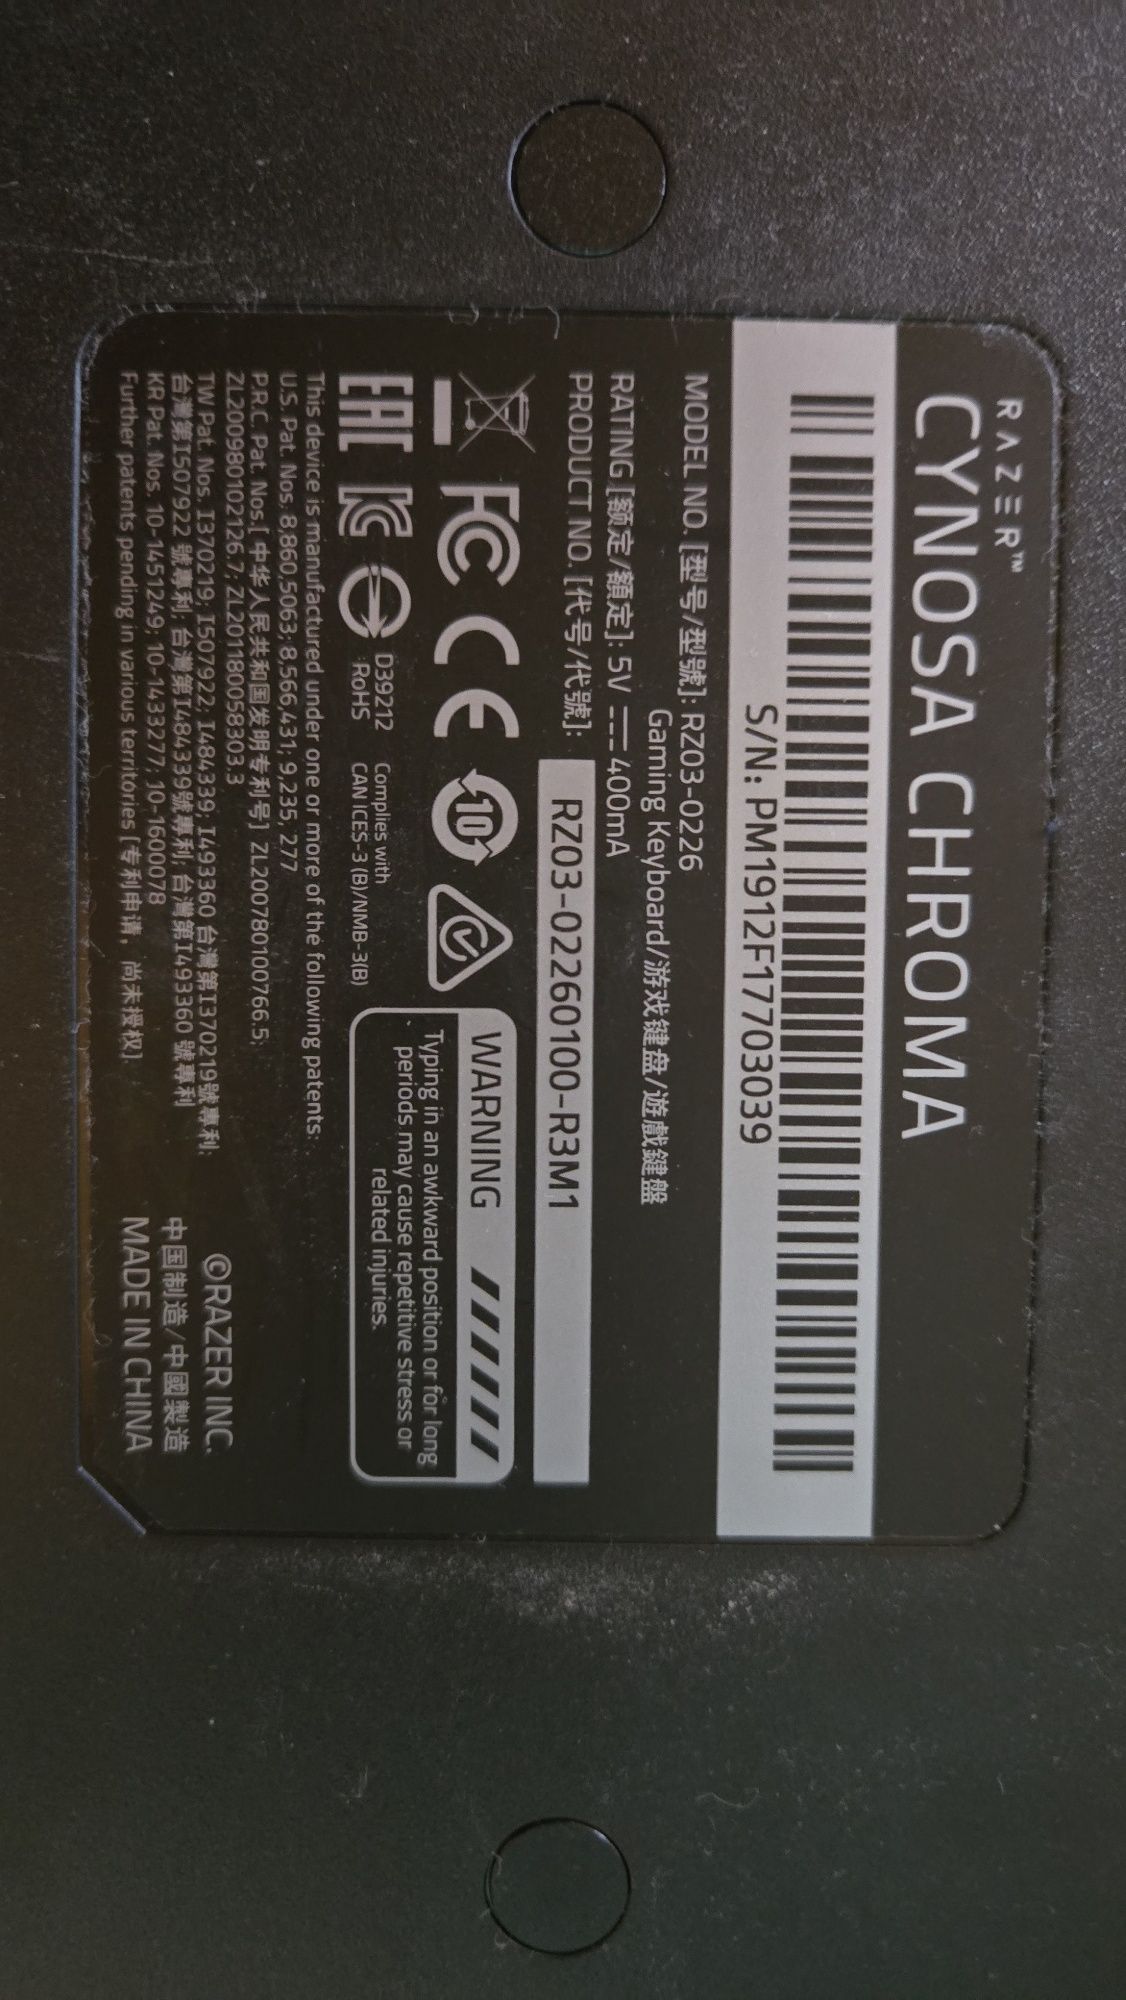 RAZER™
CYNOSA CHROMA
S/N: PM1912F17703039
MODEL NO. [型号/型號]: RZ03-0226
Gaming Keyboard/游戏键盘/遊戲鍵盤
RATING [额定/額定]: 5V ⎓ 400mA
PRODUCT NO. [代号/代號]: RZ03-02260100-R3M1
FC CE 10
EAC
D39212
RoHS
Complies with
CAN ICES-3 (B)/NMB-3(B)
WARNING
Typing in an awkward position or for long
periods may cause repetitive stress or
related injuries.
This device is manufactured under one or more of the following patents:
U.S. Pat. Nos. 8,860,5063; 8,566,431; 9,235, 277
P.R.C. Pat. Nos.[ 中华人民共和国发明专利号] ZL200780100766.5;
ZL200980102126.7; ZL201180058303.3
TW Pat. Nos. I370219; I507922; I484339; I493360 台灣第I370219號專利;
台灣第I507922 號專利; 台灣第I484339號專利; 台灣第I493360 號專利
KR Pat. Nos. 10-1451249; 10-1433277; 10-1600078
Further patents pending in various territories [专利申请，尚未授权]
©RAZER INC.
中国制造/中國製造
MADE IN CHINA